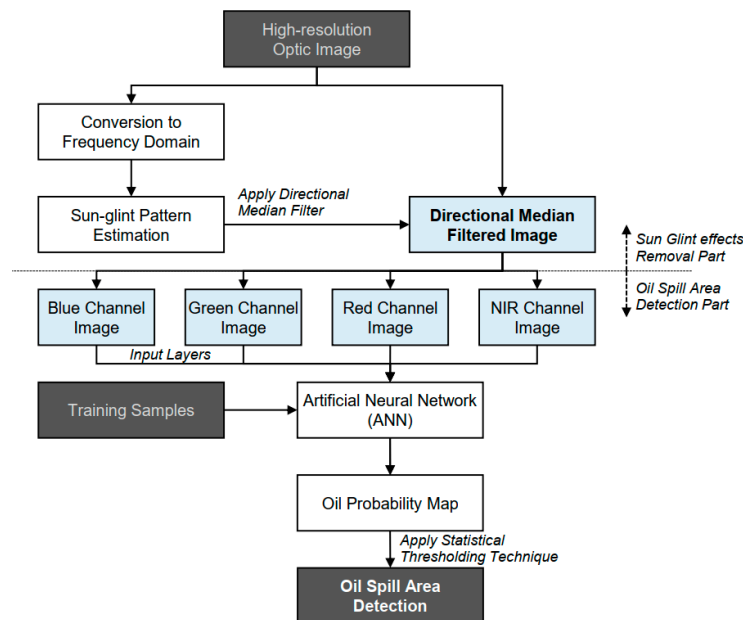 High-resolution
Optic Image
Conversion to
Frequency Domain
Sun-glint Pattern
Estimation
Apply Directional
Median Filter
Directional Median
Filtered Image
Sun Glint effects
Removal Part
Oil Spill Area
Detection Part
Blue Channel
Image
Green Channel
Image
Red Channel
Image
NIR Channel
Image
Input Layers
Training Samples
Artificial Neural Network
(ANN)
Oil Probability Map
Apply Statistical
Thresholding Technique
Oil Spill Area
Detection